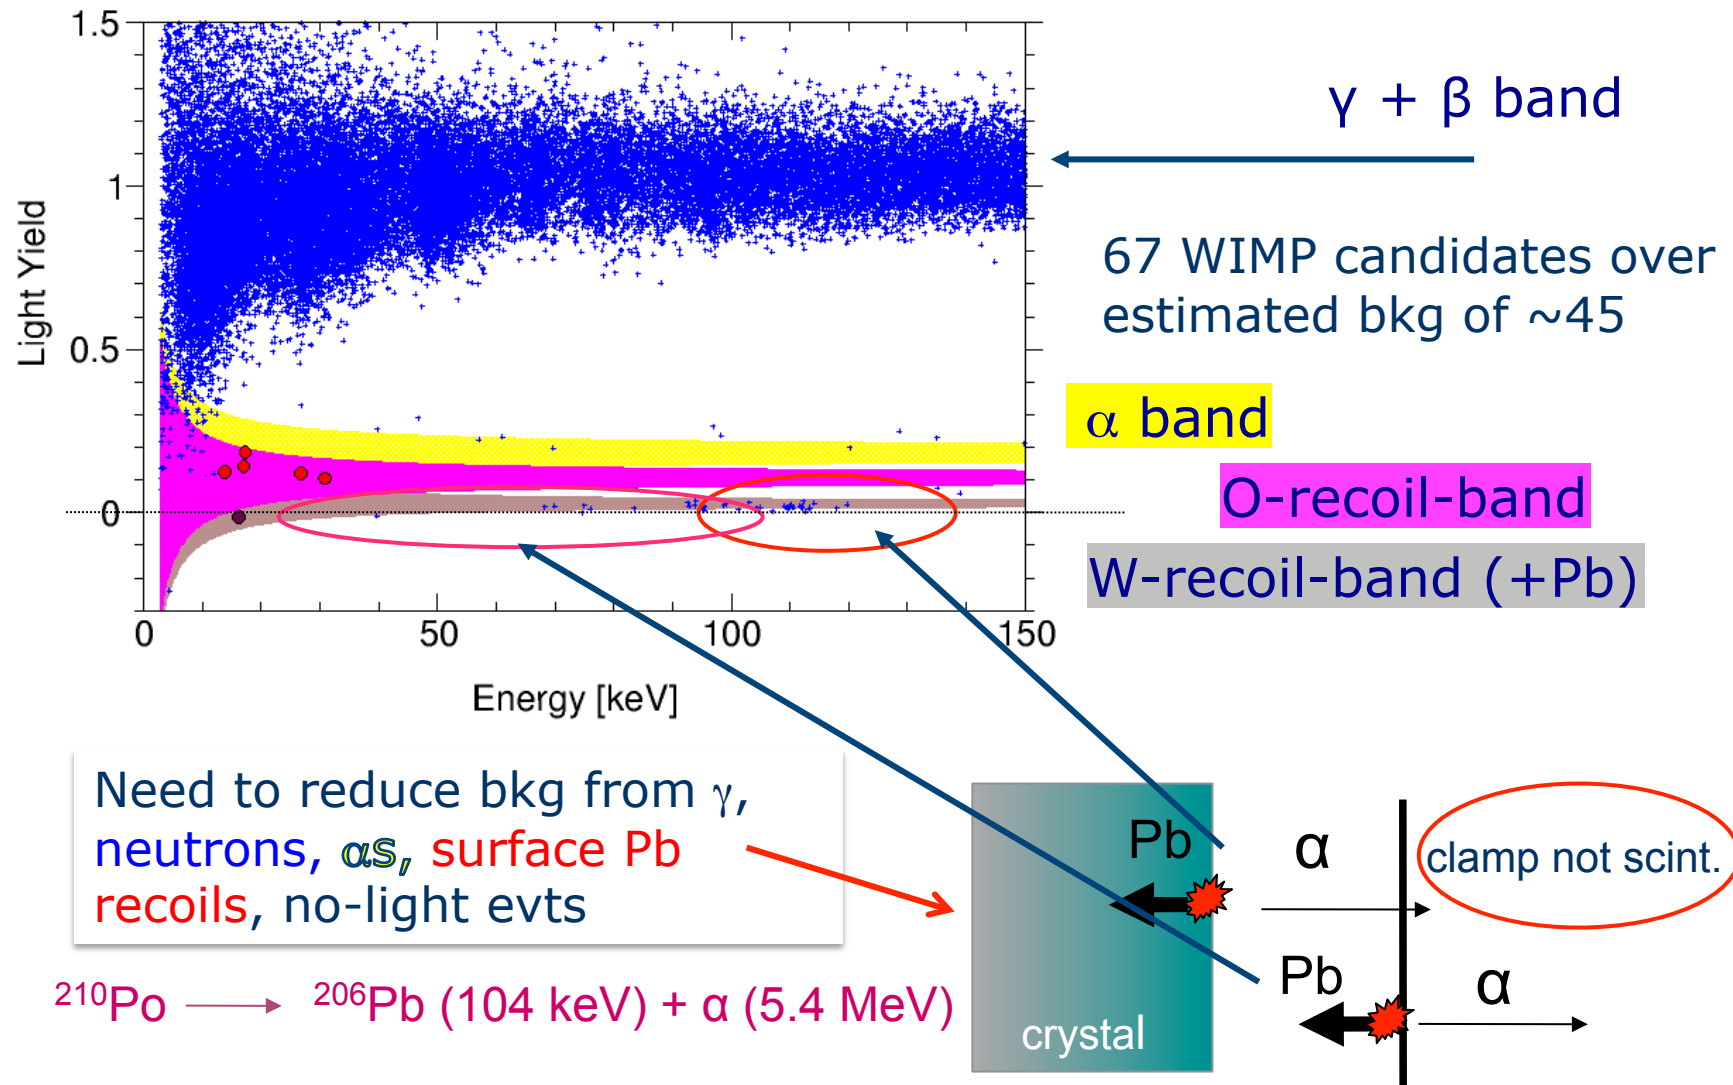 1.5
1
0.5
0
Light Yield
0
50
100
150
Energy [keV]
γ + β band
67 WIMP candidates over
estimated bkg of ~45
α band
O-recoil-band
W-recoil-band (+Pb)
Need to reduce bkg from γ,
neutrons, αs, surface Pb
recoils, no-light evts
²¹⁰Po → ²⁰⁶Pb (104 keV) + α (5.4 MeV)
Pb
α
clamp not scint.
Pb
α
crystal